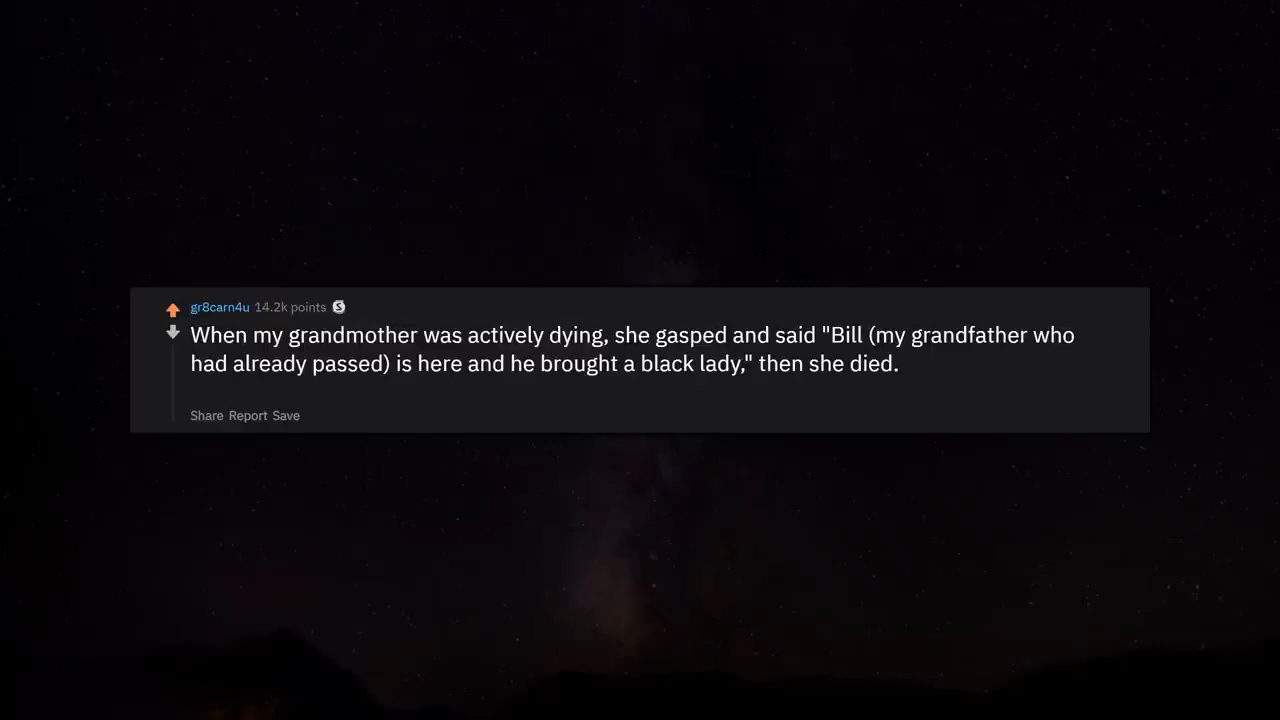 gr8carn4u 14.2k points S
When my grandmother was actively dying, she gasped and said "Bill (my grandfather who
had already passed) is here and he brought a black lady," then she died.
Share Report Save